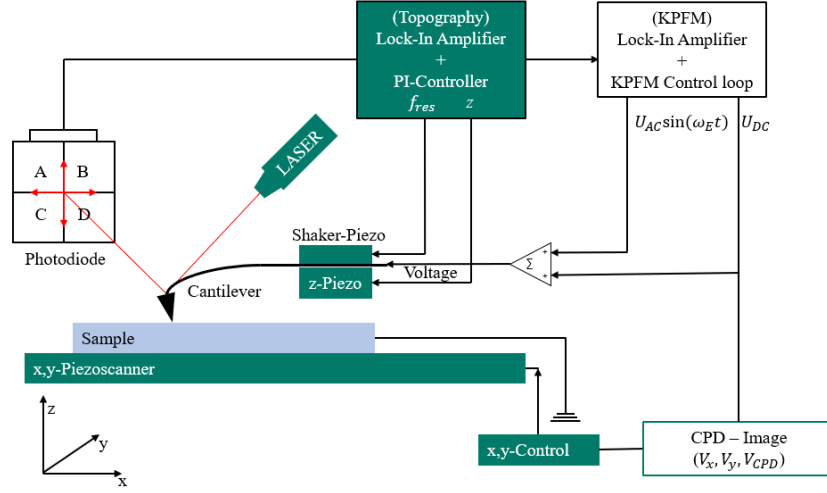 (Topography)
Lock-In Amplifier
+
PI-Controller
f_res z
(KPFM)
Lock-In Amplifier
+
KPFM Control loop
U_AC sin(ω_E t) U_DC
LASER
A B
C D
Photodiode
Shaker-Piezo
z-Piezo
Cantilever
Voltage
Σ
+
+
Sample
x,y-Piezoscanner
z
y
x
x,y-Control
CPD – Image
(V_x, V_y, V_CPD)